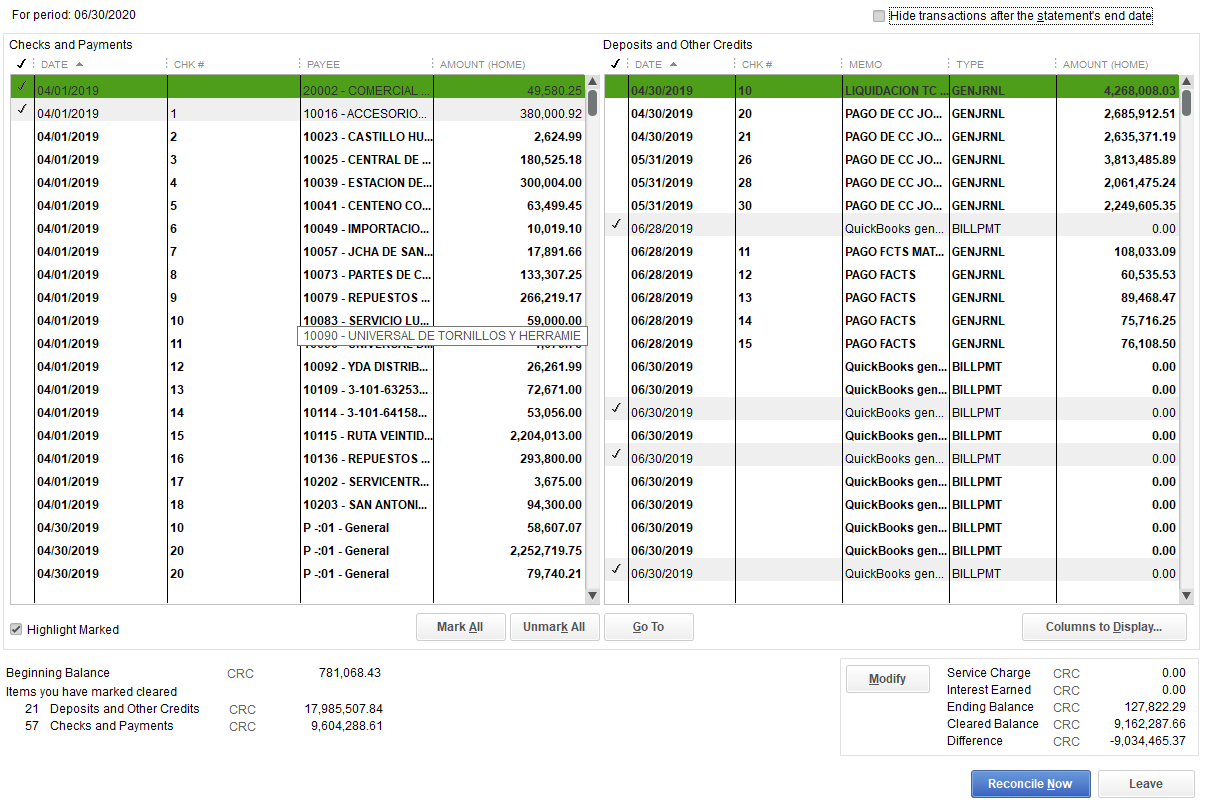 For period: 06/30/2020
Hide transactions after the statement's end date
Checks and Payments
✓ DATE CHK # PAYEE AMOUNT (HOME)
✓ 04/01/2019 20002 - COMERCIAL ... 49,580.25
✓ 04/01/2019 1 10016 - ACCESORIO... 380,000.92
04/01/2019 2 10023 - CASTILLO HU... 2,624.99
04/01/2019 3 10025 - CENTRAL DE ... 180,525.18
04/01/2019 4 10039 - ESTACION DE... 300,004.00
04/01/2019 5 10041 - CENTENO CO... 63,499.45
04/01/2019 6 10049 - IMPORTACIO... 10,019.10
04/01/2019 7 10057 - JCHA DE SAN... 17,891.66
04/01/2019 8 10073 - PARTES DE C... 133,307.25
04/01/2019 9 10079 - REPUESTOS ... 266,219.17
04/01/2019 10 10083 - SERVICIO LU... 59,000.00
10090 - UNIVERSAL DE TORNILLOS Y HERRAMIE
04/01/2019 11
04/01/2019 12 10092 - YDA DISTRIB... 26,261.99
04/01/2019 13 10109 - 3-101-63253... 72,671.00
04/01/2019 14 10114 - 3-101-64158... 53,056.00
04/01/2019 15 10115 - RUTA VEINTID... 2,204,013.00
04/01/2019 16 10136 - REPUESTOS ... 293,800.00
04/01/2019 17 10202 - SERVICENTR... 3,675.00
04/01/2019 18 10203 - SAN ANTONI... 94,300.00
04/30/2019 10 P -:01 - General 58,607.07
04/30/2019 20 P -:01 - General 2,252,719.75
04/30/2019 20 P -:01 - General 79,740.21
Deposits and Other Credits
✓ DATE CHK # MEMO TYPE AMOUNT (HOME)
04/30/2019 10 LIQUIDACION TC ... GENJRNL 4,268,008.03
04/30/2019 20 PAGO DE CC JO... GENJRNL 2,685,912.51
04/30/2019 21 PAGO DE CC JO... GENJRNL 2,635,371.19
05/31/2019 26 PAGO DE CC JO... GENJRNL 3,813,485.89
05/31/2019 28 PAGO DE CC JO... GENJRNL 2,061,475.24
05/31/2019 30 PAGO DE CC JO... GENJRNL 2,249,605.35
✓ 06/28/2019 QuickBooks gen... BILLPMT 0.00
06/28/2019 11 PAGO FCTS MAT... GENJRNL 108,033.09
06/28/2019 12 PAGO FACTS GENJRNL 60,535.53
06/28/2019 13 PAGO FACTS GENJRNL 89,468.47
06/28/2019 14 PAGO FACTS GENJRNL 75,716.25
06/28/2019 15 PAGO FACTS GENJRNL 76,108.50
06/30/2019 QuickBooks gen... BILLPMT 0.00
06/30/2019 QuickBooks gen... BILLPMT 0.00
✓ 06/30/2019 QuickBooks gen... BILLPMT 0.00
06/30/2019 QuickBooks gen... BILLPMT 0.00
✓ 06/30/2019 QuickBooks gen... BILLPMT 0.00
06/30/2019 QuickBooks gen... BILLPMT 0.00
06/30/2019 QuickBooks gen... BILLPMT 0.00
06/30/2019 QuickBooks gen... BILLPMT 0.00
06/30/2019 QuickBooks gen... BILLPMT 0.00
✓ 06/30/2019 QuickBooks gen... BILLPMT 0.00
Highlight Marked
Mark All
Unmark All
Go To
Columns to Display...
Beginning Balance CRC 781,068.43
Items you have marked cleared
21 Deposits and Other Credits CRC 17,985,507.84
57 Checks and Payments CRC 9,604,288.61
Modify
Service Charge CRC 0.00
Interest Earned CRC 0.00
Ending Balance CRC 127,822.29
Cleared Balance CRC 9,162,287.66
Difference CRC -9,034,465.37
Reconcile Now
Leave